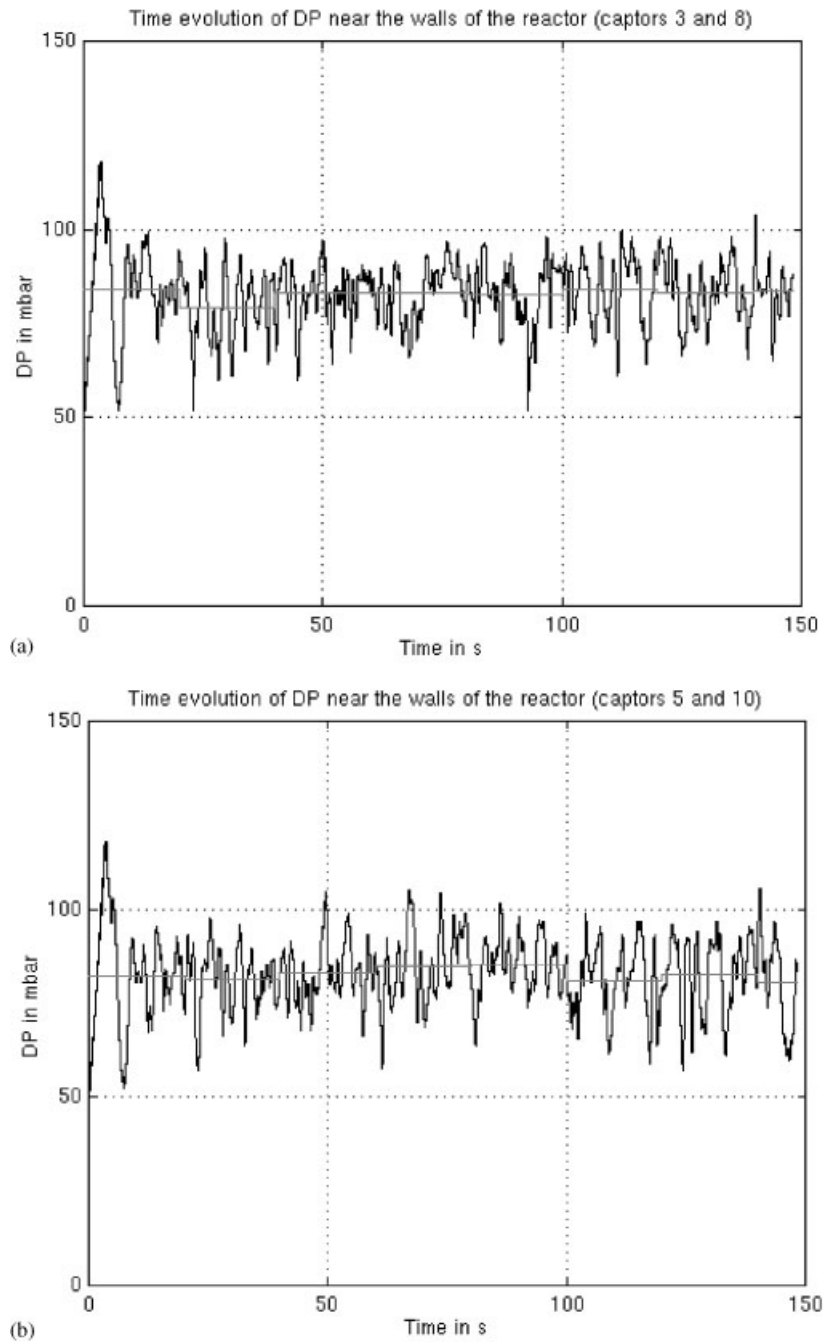 Time evolution of DP near the walls of the reactor (captors 3 and 8)
150
100
50
0
DP in mbar
0 50 100 150
Time in s
(a)
Time evolution of DP near the walls of the reactor (captors 5 and 10)
150
100
50
0
DP in mbar
0 50 100 150
Time in s
(b)